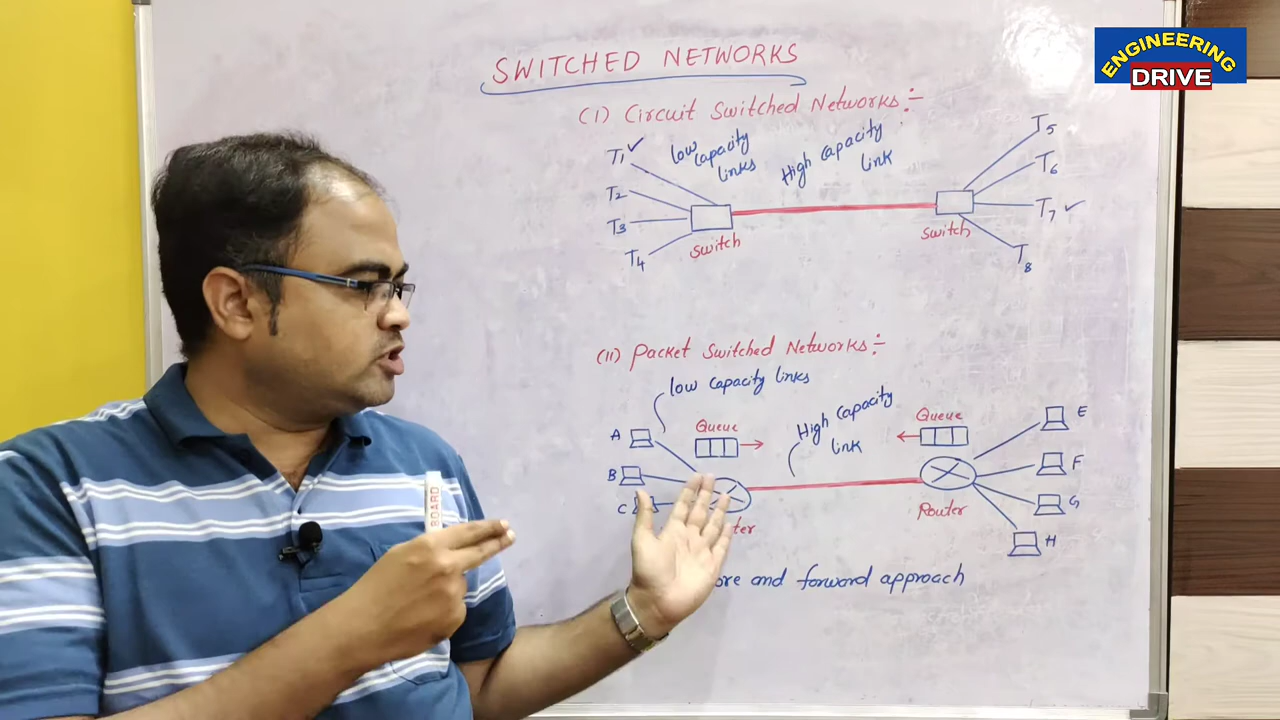 ENGINEERING
DRIVE
SWITCHED NETWORKS
(I) Circuit Switched Networks :-
T1 ✓
T2
T3
T4
Low capacity links
High capacity link
Switch
Switch
T5
T6
T7 ✓
T8
(II) Packet Switched Networks :-
low capacity links
A
B
C
Queue
High capacity link
Queue
Router
E
F
G
H
and forward approach
BOARD